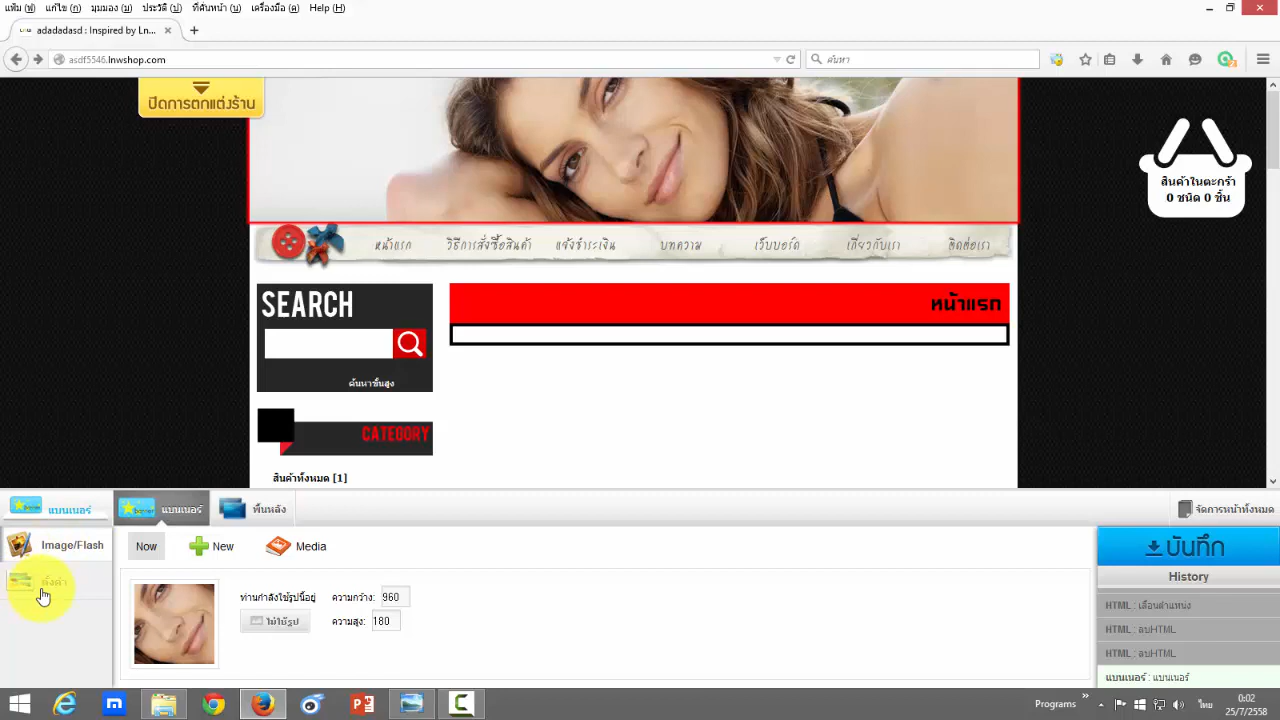 แฟ้ม (ฟ) แก้ไข (ก) มุมมอง (ม) ประวัติ (ป) ที่คั่นหน้า (บ) เครื่องมือ (ค) Help (H)
adadadasd : Inspired by Ln...
asdf5546.lnwshop.com
ค้นหา
ปิดการตกแต่งร้าน
สินค้าในตะกร้า
0 ชนิด 0 ชิ้น
หน้าแรก วิธีการสั่งซื้อสินค้า แจ้งชำระเงิน บทความ เว็บบอร์ด เกี่ยวกับเรา ติดต่อเรา
SEARCH
หน้าแรก
ค้นหาขั้นสูง
CATEGORY
สินค้าทั้งหมด [1]
แบนเนอร์ แบนเนอร์ พื้นหลัง จัดการหน้าทั้งหมด
Image/Flash Now New Media บันทึก
History
ตั้งค่า
ท่านกำลังใช้รูปนี้อยู่ ความกว้าง: 960
ไม่ใช้รูป ความสูง: 180
HTML : เลื่อนตำแหน่ง
HTML : ลบHTML
HTML : ลบHTML
แบนเนอร์ : แบนเนอร์
Programs
ไทย
0:02
25/7/2558